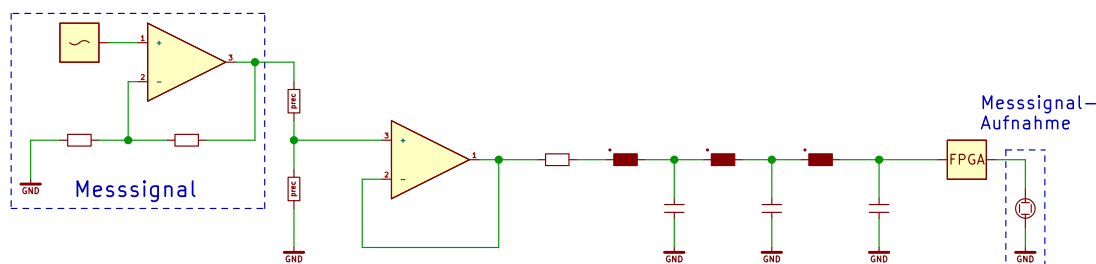 1
+
3
2
−
GND
Messsignal
prec
prec
GND
3
+
1
2
−
GND
GND
GND
FPGA
Messsignal−
Aufnahme
GND